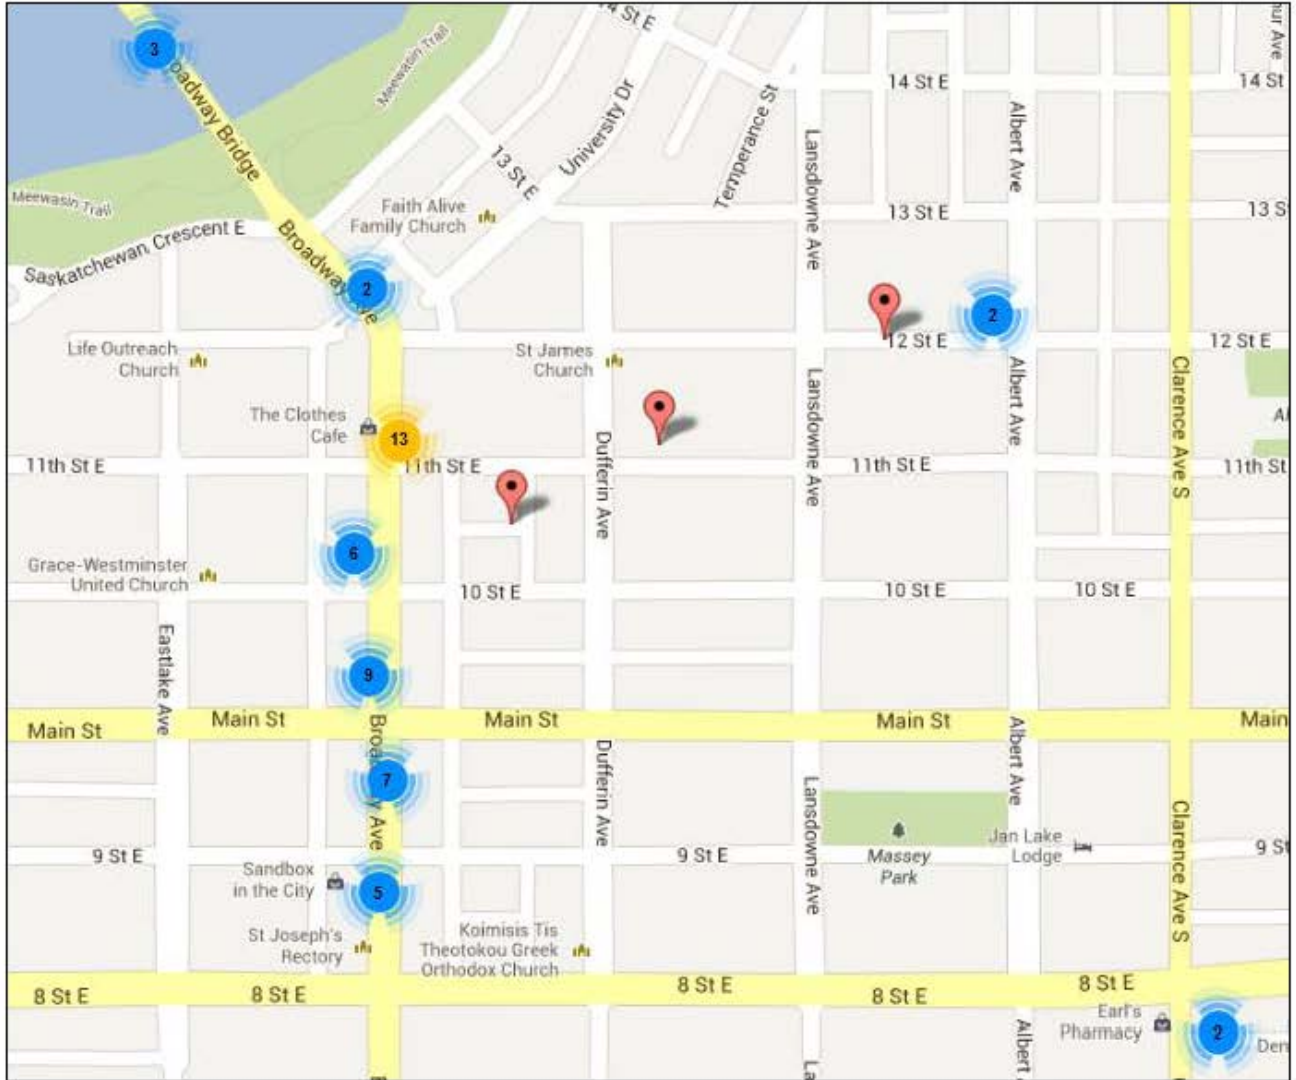 14 St E
3
Meewasin Trail
14 St E
14 St
Broadway Bridge
University Dr
Temperance St
Albert Ave
Lansdowne Ave
13 St E
Meewasin Trail
Faith Alive
Family Church
13 St E
Saskatchewan Crescent E
Broadway Ave
2
2
12 St E
12 St E
Life Outreach
Church
St James
Church
Albert Ave
Lansdowne Ave
Clarence Ave S
The Clothes
Cafe
13
11th St E
11th St E
11th St E
11th St
Dufferin Ave
6
Grace-Westminster
United Church
10 St E
10 St E
10 St E
Eastlake Ave
9
Main St
Main St
Main St
Main St
Main
Albert Ave
Dufferin Ave
7
Lansdowne Ave
Clarence Ave S
9 St E
9 St E
Massey
Park
Jan Lake
Lodge
Sandbox
in the City
5
St Joseph's
Rectory
Koimisis Tis
Theotokou Greek
Orthodox Church
8 St E
8 St E
8 St E
8 St E
8 St E
Earl's
Pharmacy
2
Den
Albert
La